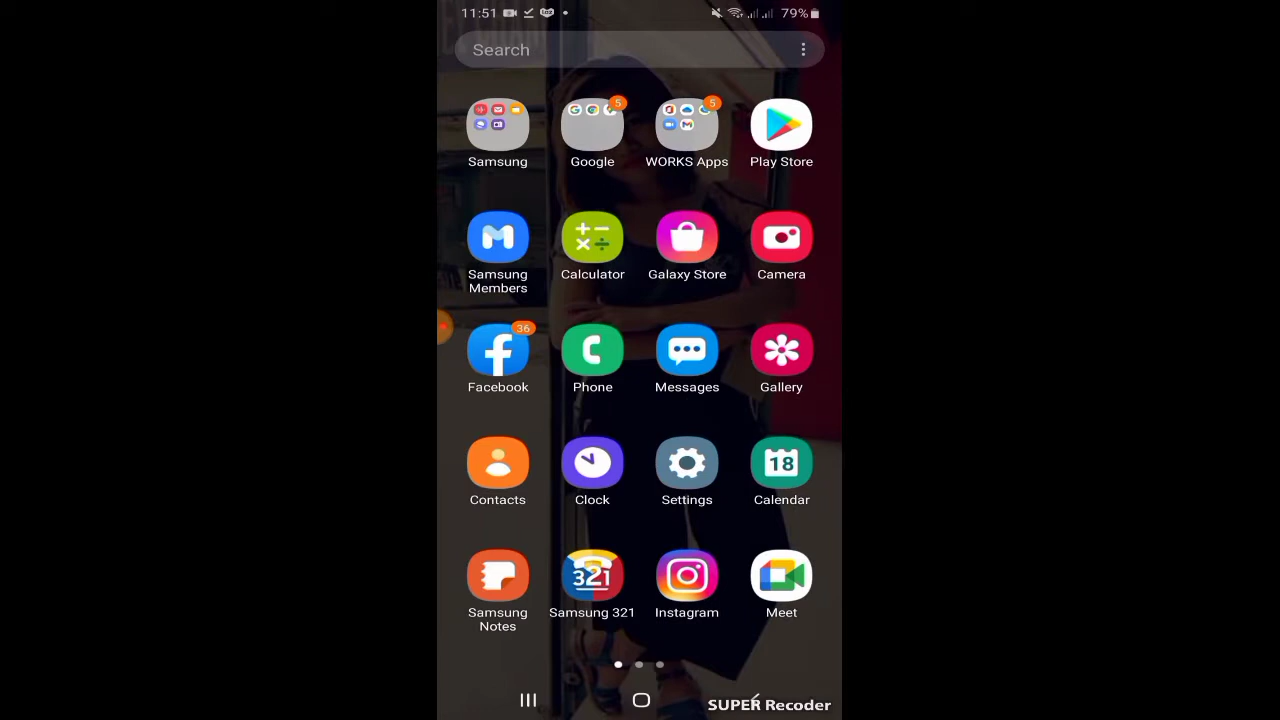 11:51 79%
Search
5 5
Samsung Google WORKS Apps Play Store
Samsung Members Calculator Galaxy Store Camera
36
Facebook Phone Messages Gallery
18
Contacts Clock Settings Calendar
321
Samsung Notes Samsung 321 Instagram Meet
SUPER Recoder